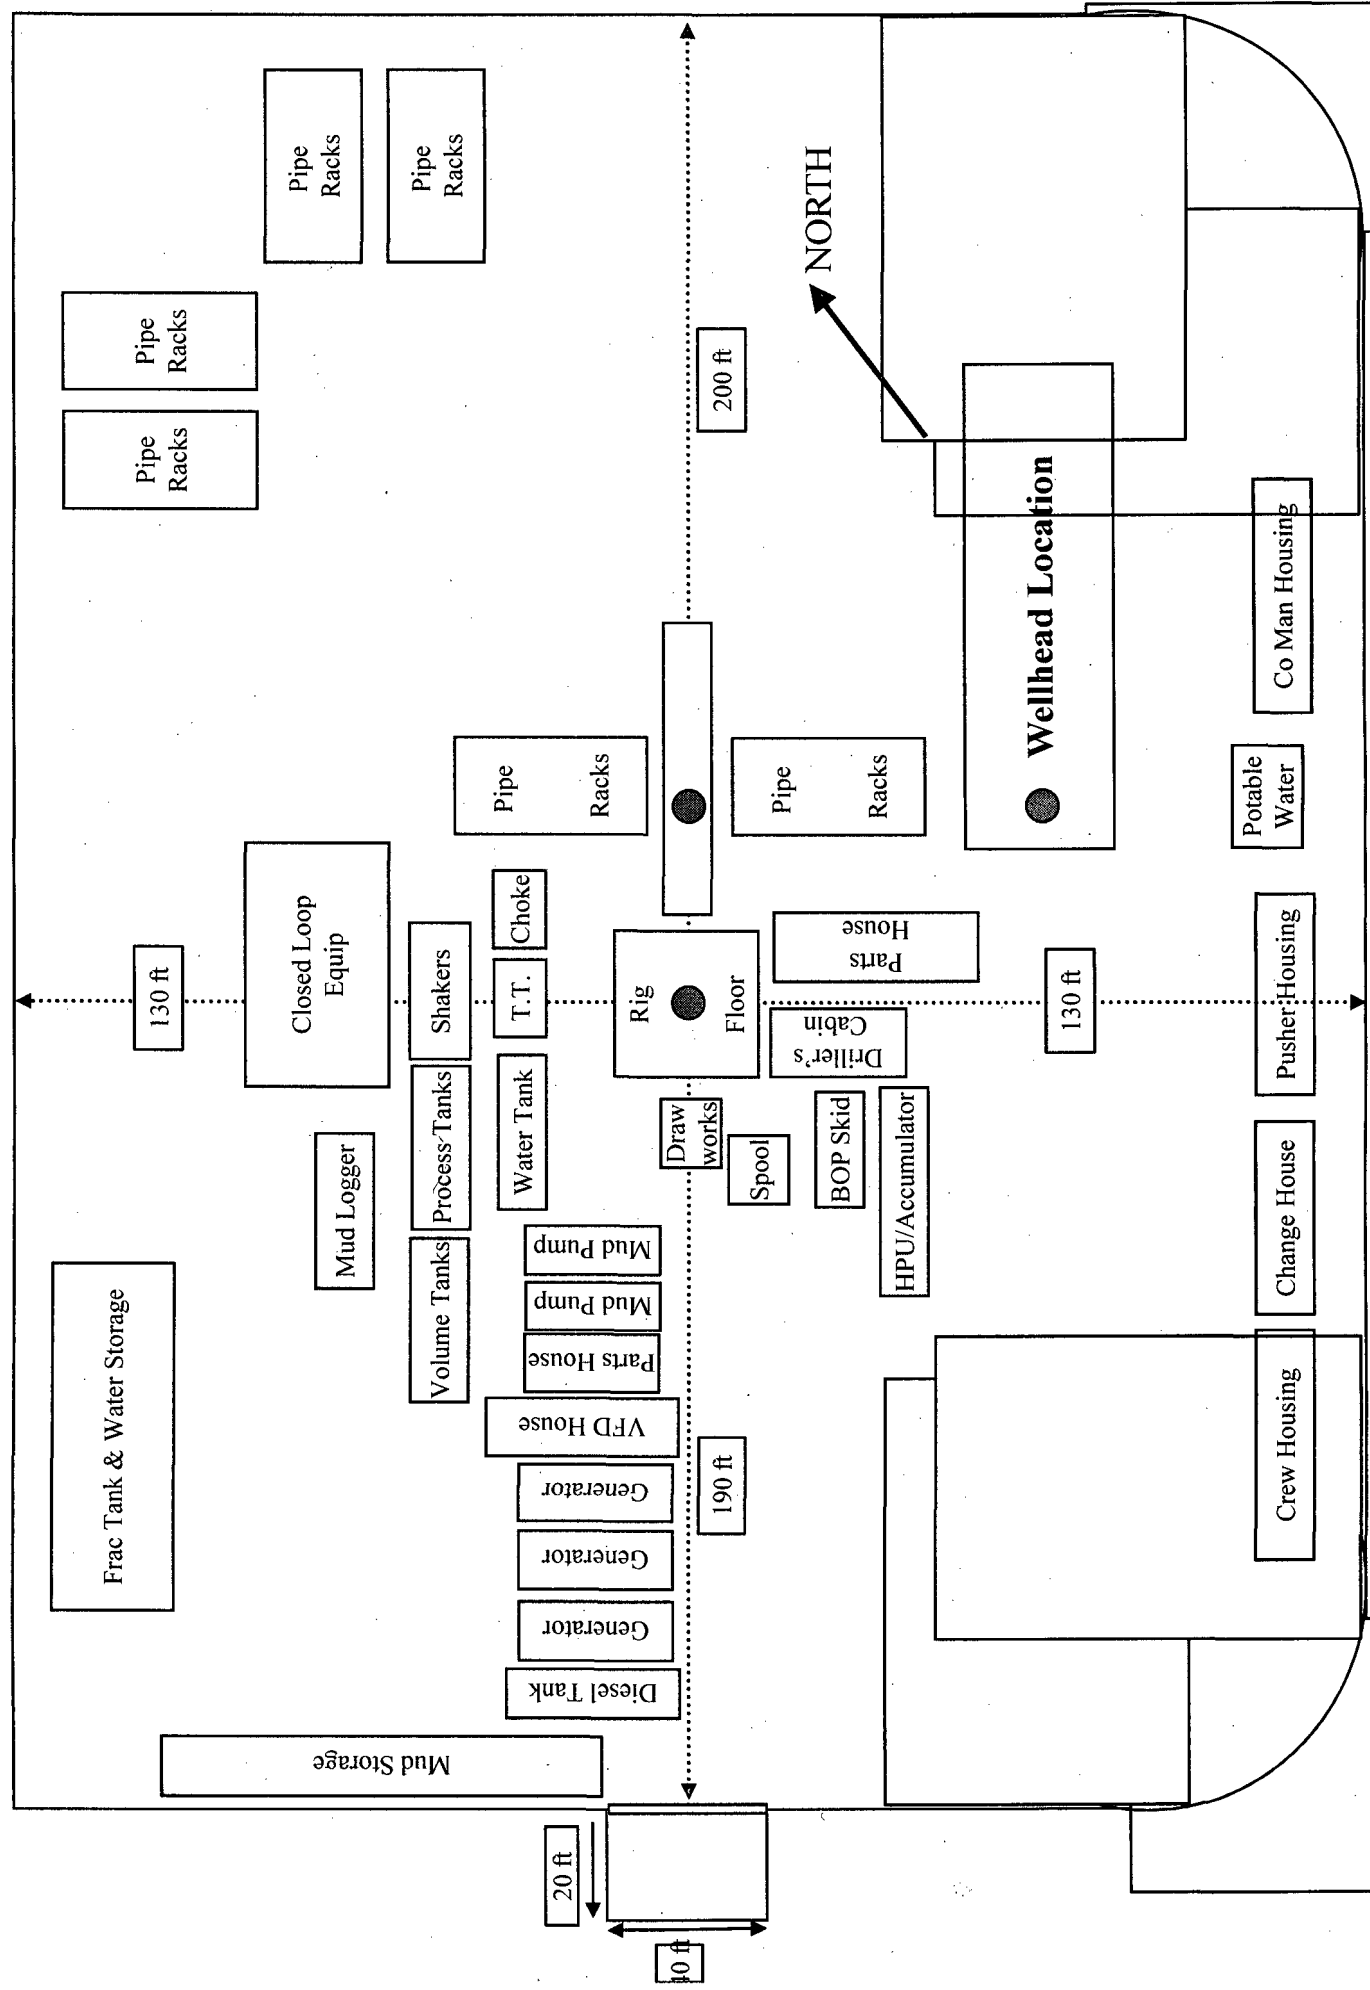 Pipe
Racks
Pipe
Racks
Pipe
Racks
Pipe
Racks
NORTH
200 ft
Wellhead Location
Co Man Housing
Pipe
Racks
Pipe
Racks
Potable
Water
Closed Loop
Equip
130 ft
Shakers
Choke
T.T.
Rig
Floor
Parts
House
Driller's
Cabin
130 ft
Pusher Housing
Mud Logger
Process Tanks
Water Tank
Draw
works
Spool
BOP Skid
HPU/Accumulator
Change House
Frac Tank & Water Storage
Volume Tanks
Mud Pump
Mud Pump
Parts House
VFD House
Generator
Generator
Generator
Diesel Tank
190 ft
Crew Housing
Mud Storage
20 ft
40 ft